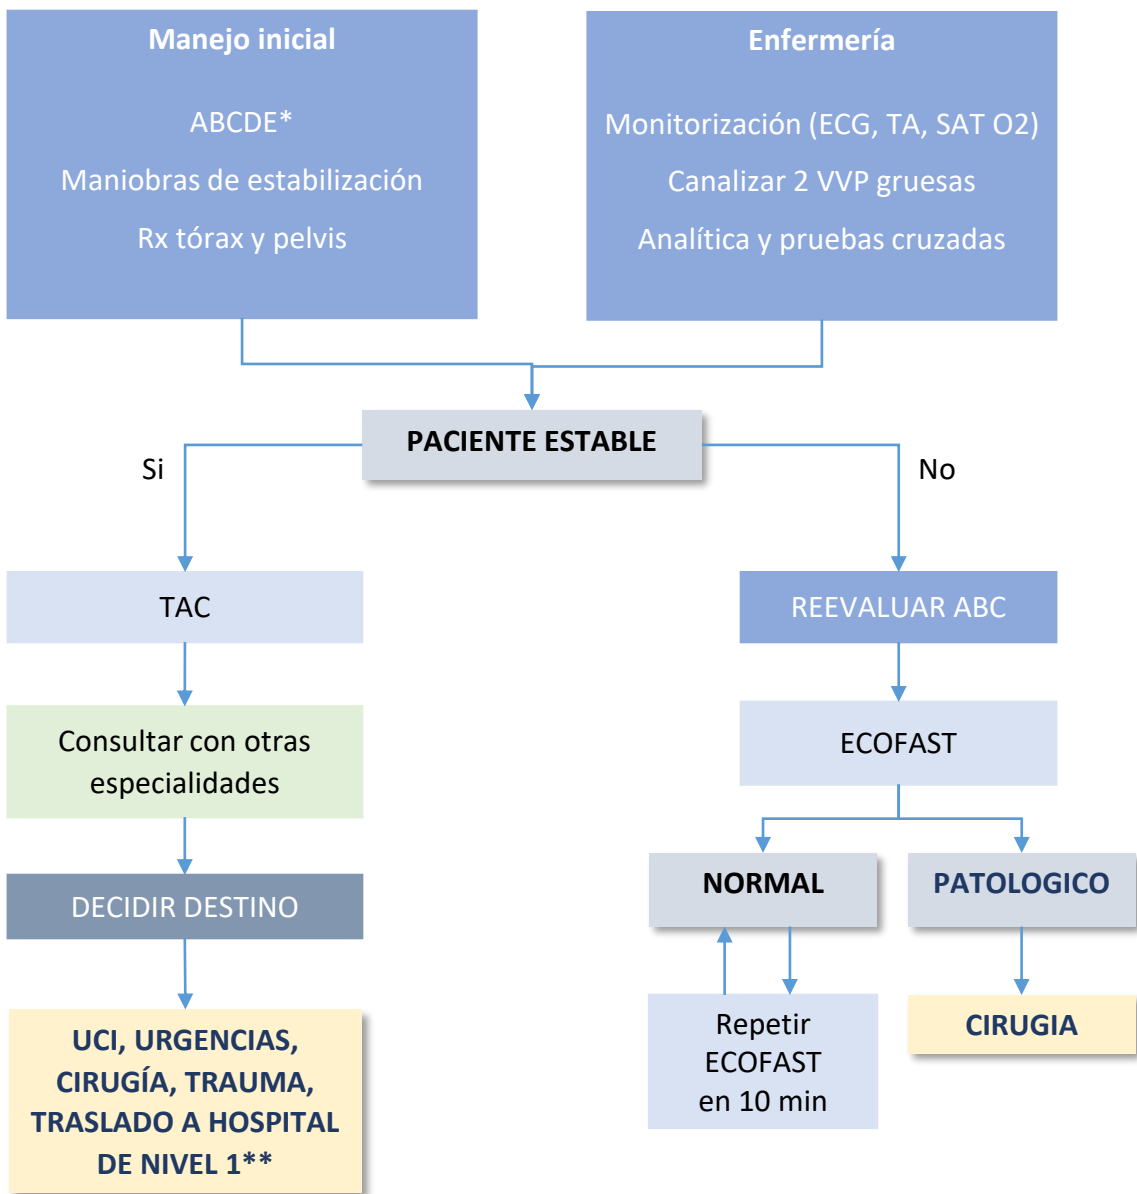 Manejo inicial
ABCDE*
Maniobras de estabilización
Rx tórax y pelvis
Enfermería
Monitorización (ECG, TA, SAT O2)
Canalizar 2 VVP gruesas
Analítica y pruebas cruzadas
PACIENTE ESTABLE
Si
No
TAC
Consultar con otras
especialidades
DECIDIR DESTINO
UCI, URGENCIAS,
CIRUGÍA, TRAUMA,
TRASLADO A HOSPITAL
DE NIVEL 1**
REEVALUAR ABC
ECOFAST
NORMAL
PATOLOGICO
Repetir
ECOFAST
en 10 min
CIRUGIA